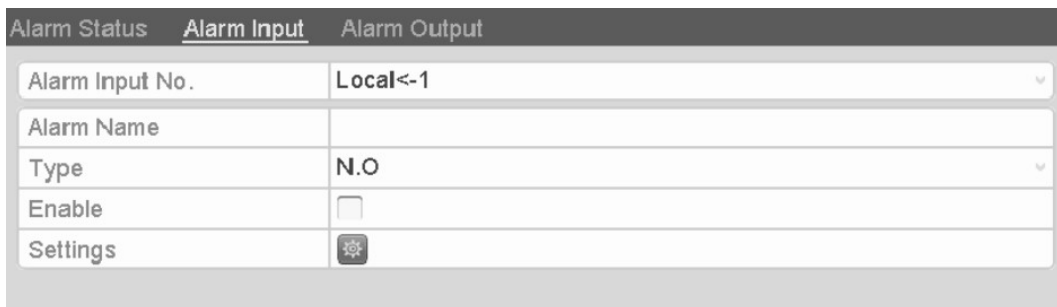 Alarm Status Alarm Input Alarm Output
Alarm Input No. Local<-1
Alarm Name
Type N.O
Enable
Settings